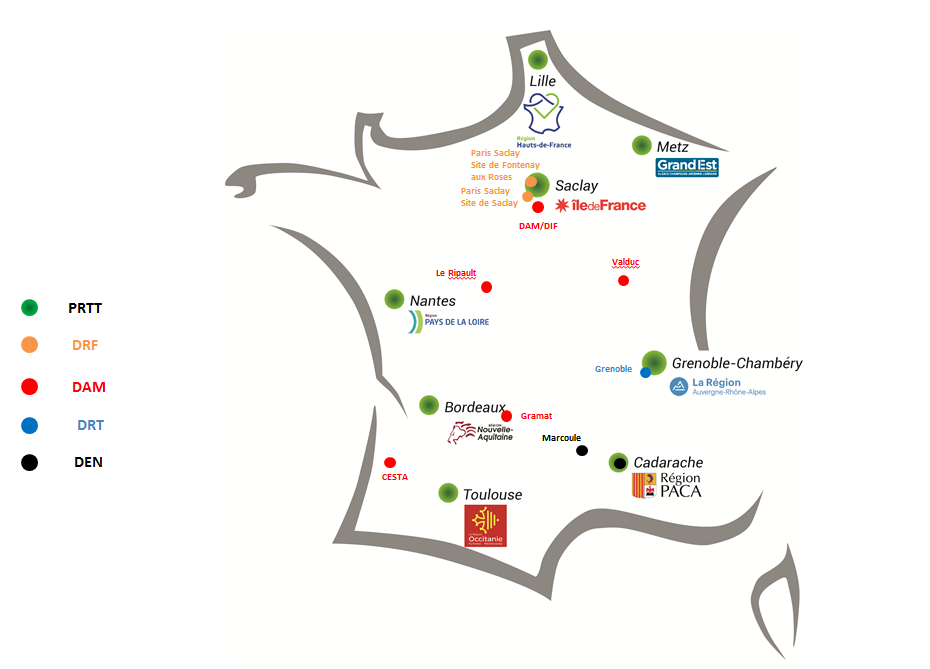 Lille
Région
Hauts-de-France
Metz
Grand Est
ALSACE CHAMPAGNE-ARDENNE LORRAINE
Paris Saclay
Site de Fontenay
aux Roses
Paris Saclay
Site de Saclay
Saclay
îledeFrance
DAM/DIF
Le Ripault
Valduc
Nantes
Région
PAYS DE LA LOIRE
PRTT
DRF
DAM
DRT
DEN
Grenoble
Grenoble-Chambéry
La Région
Auvergne-Rhône-Alpes
Bordeaux
Gramat
RÉGION
Nouvelle-
Aquitaine
Marcoule
CESTA
Cadarache
Région
PACA
Toulouse
Occitanie